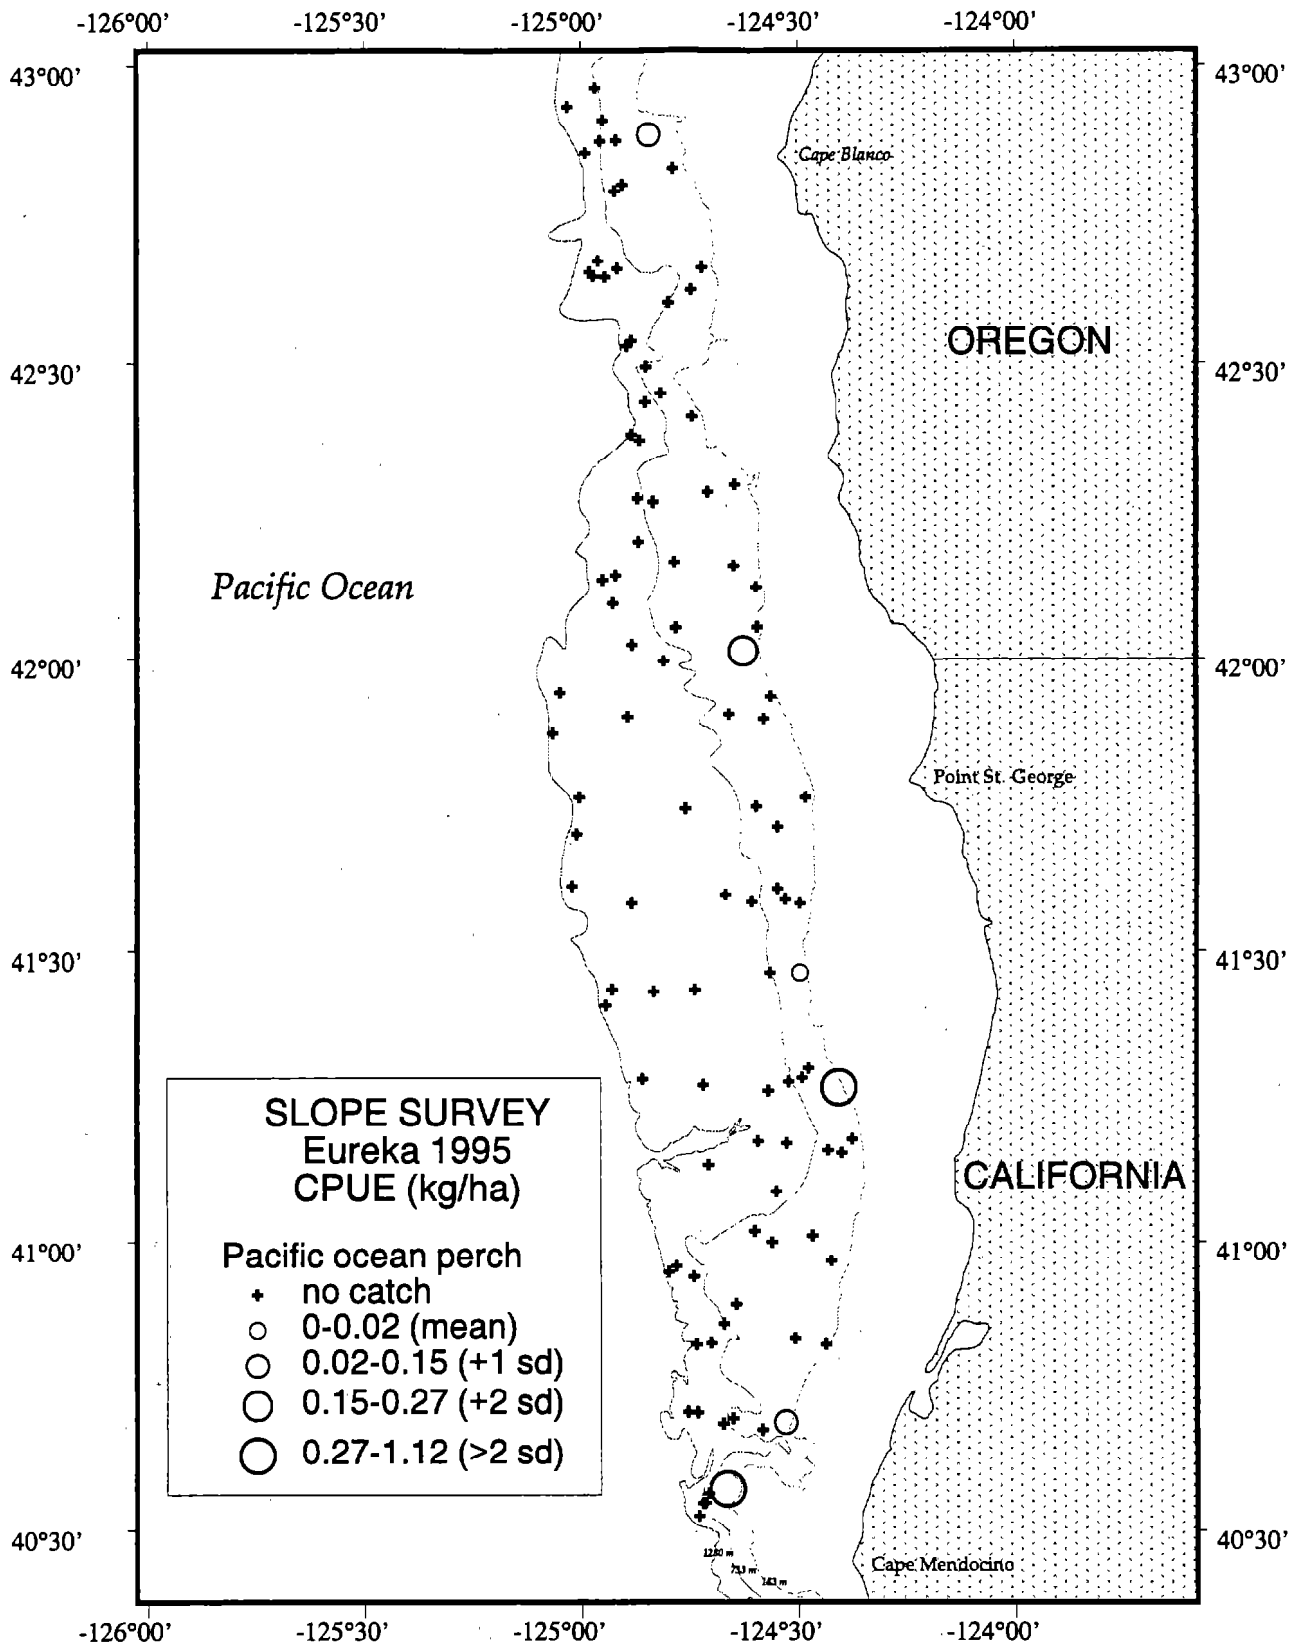 -126°00' -125°30' -125°00' -124°30' -124°00'
43°00' 43°00'
Cape Blanco
OREGON
42°30' 42°30'
Pacific Ocean
42°00' 42°00'
Point St. George
41°30' 41°30'
SLOPE SURVEY
Eureka 1995
CPUE (kg/ha)
CALIFORNIA
41°00' 41°00'
Pacific ocean perch
no catch
0-0.02 (mean)
0.02-0.15 (+1 sd)
0.15-0.27 (+2 sd)
0.27-1.12 (>2 sd)
40°30' 40°30'
1280 m
Cape Mendocino
183 m
-126°00' -125°30' -125°00' -124°30' -124°00'